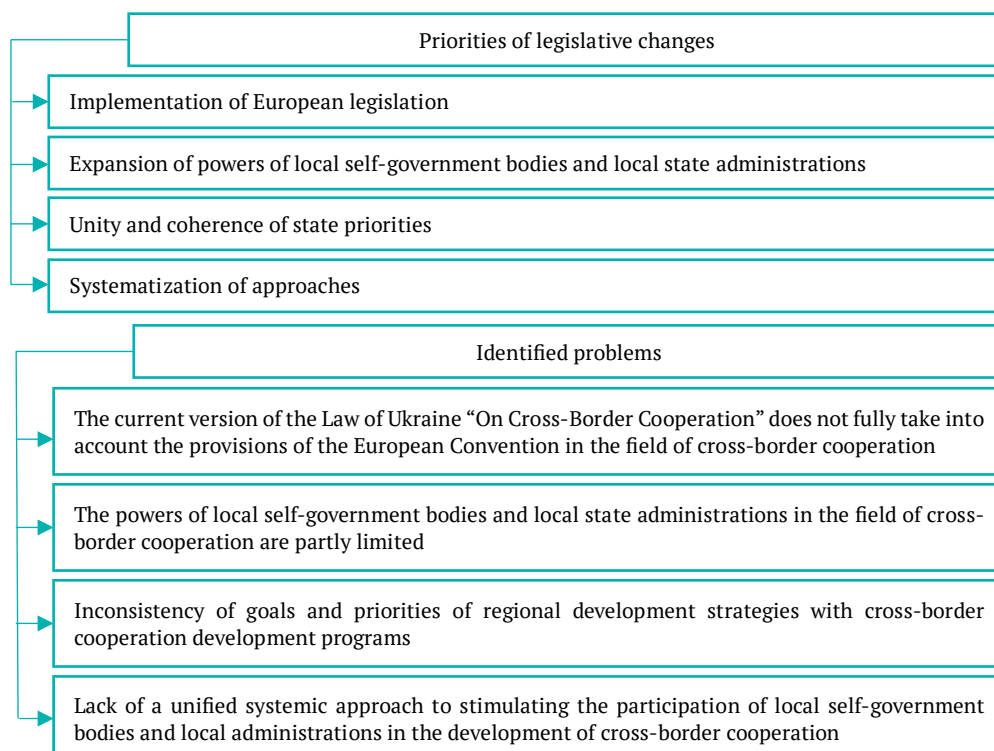 Priorities of legislative changes
Implementation of European legislation
Expansion of powers of local self-government bodies and local state administrations
Unity and coherence of state priorities
Systematization of approaches
Identified problems
The current version of the Law of Ukraine “On Cross-Border Cooperation” does not fully take into
account the provisions of the European Convention in the field of cross-border cooperation
The powers of local self-government bodies and local state administrations in the field of cross-
border cooperation are partly limited
Inconsistency of goals and priorities of regional development strategies with cross-border
cooperation development programs
Lack of a unified systemic approach to stimulating the participation of local self-government
bodies and local administrations in the development of cross-border cooperation